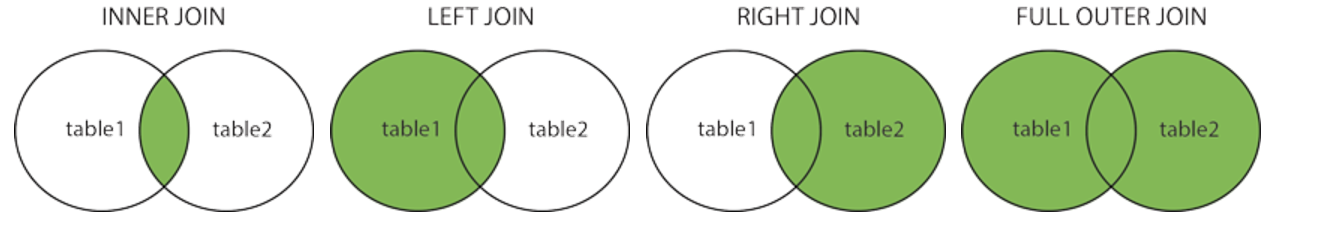 INNER JOIN
LEFT JOIN
RIGHT JOIN
FULL OUTER JOIN
table1
table2
table1
table2
table1
table2
table1
table2